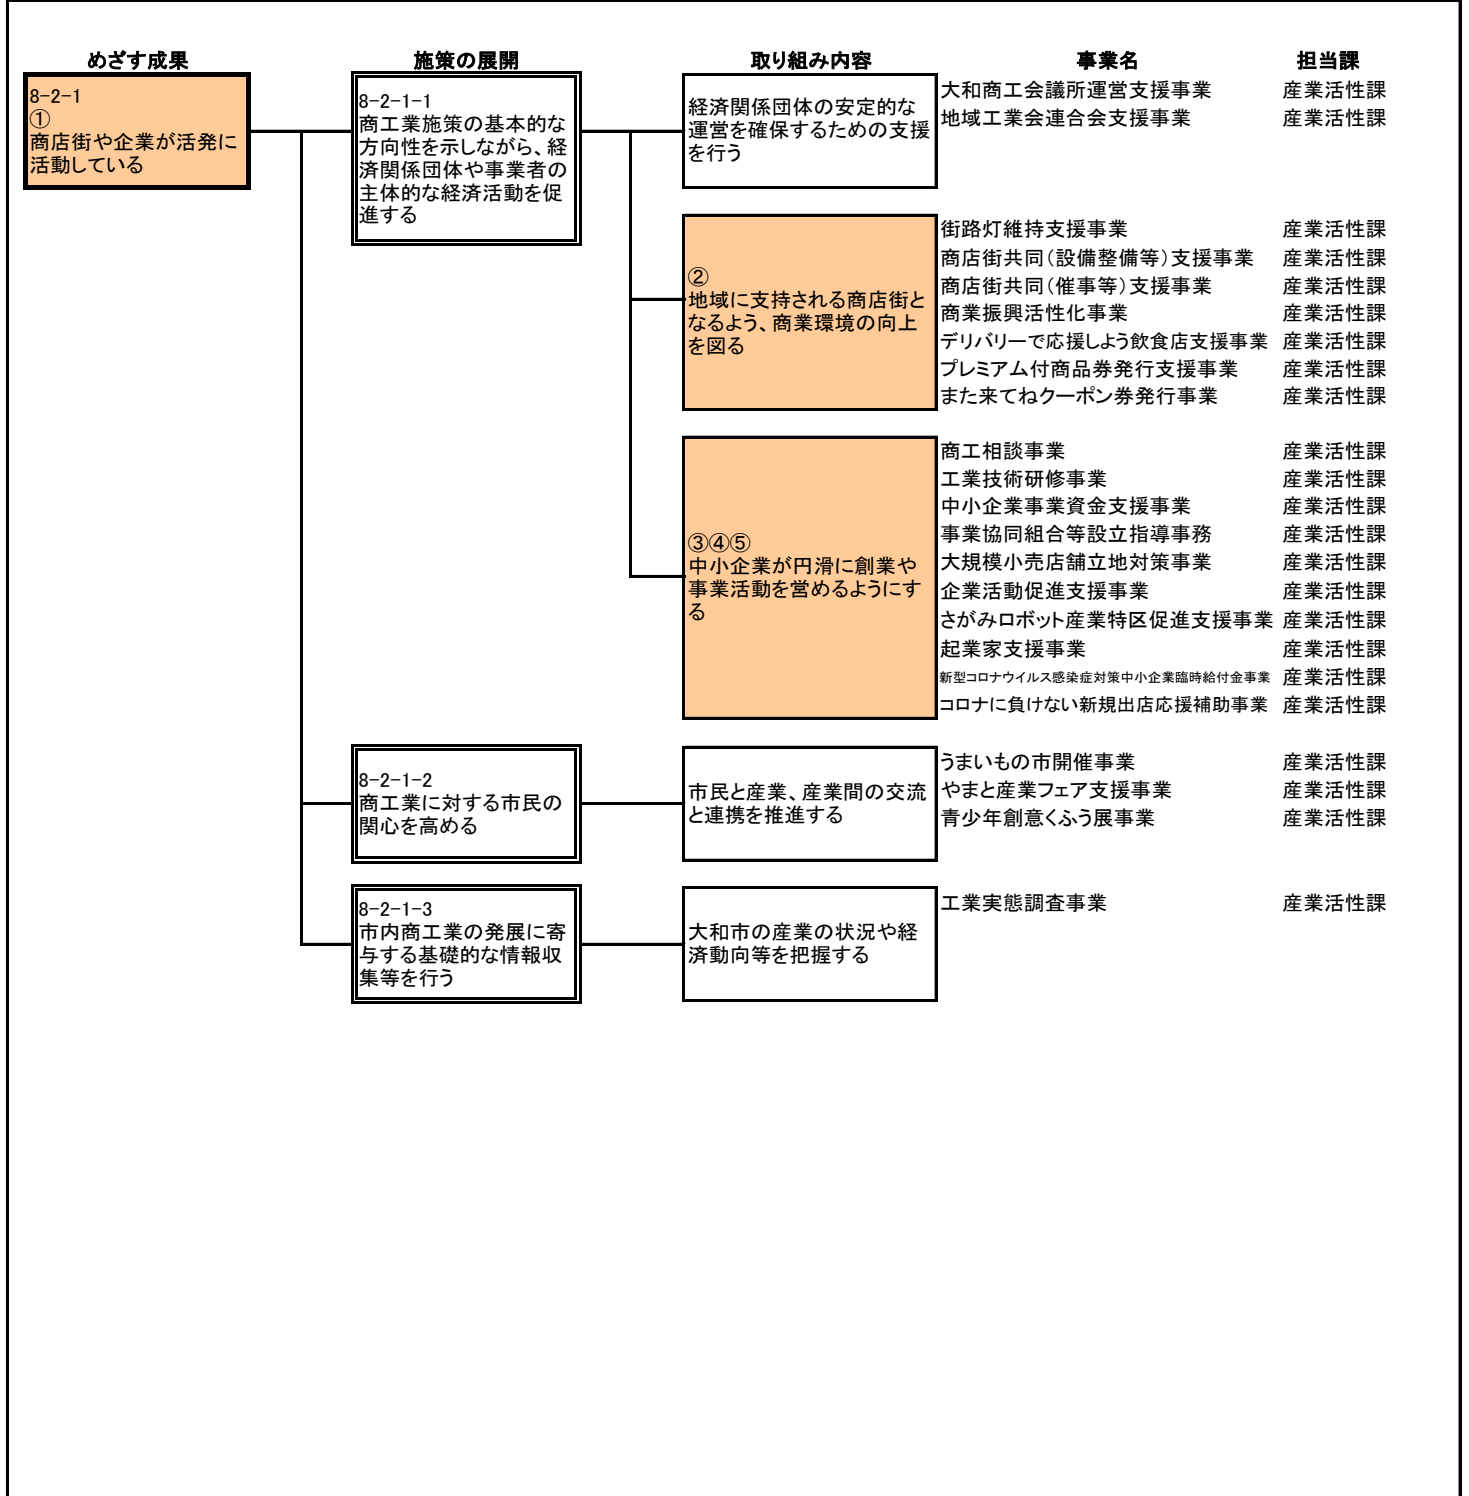 めざす成果
施策の展開
取り組み内容
事業名
担当課
8-2-1
①
商店街や企業が活発に
活動している
8-2-1-1
商工業施策の基本的な
方向性を示しながら、経
済関係団体や事業者の
主体的な経済活動を促
進する
経済関係団体の安定的な
運営を確保するための支援
を行う
大和商工会議所運営支援事業 産業活性課
地域工業会連合会支援事業 産業活性課
②
地域に支持される商店街と
なるよう、商業環境の向上
を図る
街路灯維持支援事業 産業活性課
商店街共同(設備整備等)支援事業 産業活性課
商店街共同(催事等)支援事業 産業活性課
商業振興活性化事業 産業活性課
デリバリーで応援しよう飲食店支援事業 産業活性課
プレミアム付商品券発行支援事業 産業活性課
また来てねクーポン券発行事業 産業活性課
③④⑤
中小企業が円滑に創業や
事業活動を営めるようにす
る
商工相談事業 産業活性課
工業技術研修事業 産業活性課
中小企業事業資金支援事業 産業活性課
事業協同組合等設立指導事務 産業活性課
大規模小売店舗立地対策事業 産業活性課
企業活動促進支援事業 産業活性課
さがみロボット産業特区促進支援事業 産業活性課
起業家支援事業 産業活性課
新型コロナウイルス感染症対策中小企業臨時給付金事業 産業活性課
コロナに負けない新規出店応援補助事業 産業活性課
8-2-1-2
商工業に対する市民の
関心を高める
市民と産業、産業間の交流
と連携を推進する
うまいもの市開催事業 産業活性課
やまと産業フェア支援事業 産業活性課
青少年創意くふう展事業 産業活性課
8-2-1-3
市内商工業の発展に寄
与する基礎的な情報収
集等を行う
大和市の産業の状況や経
済動向等を把握する
工業実態調査事業 産業活性課